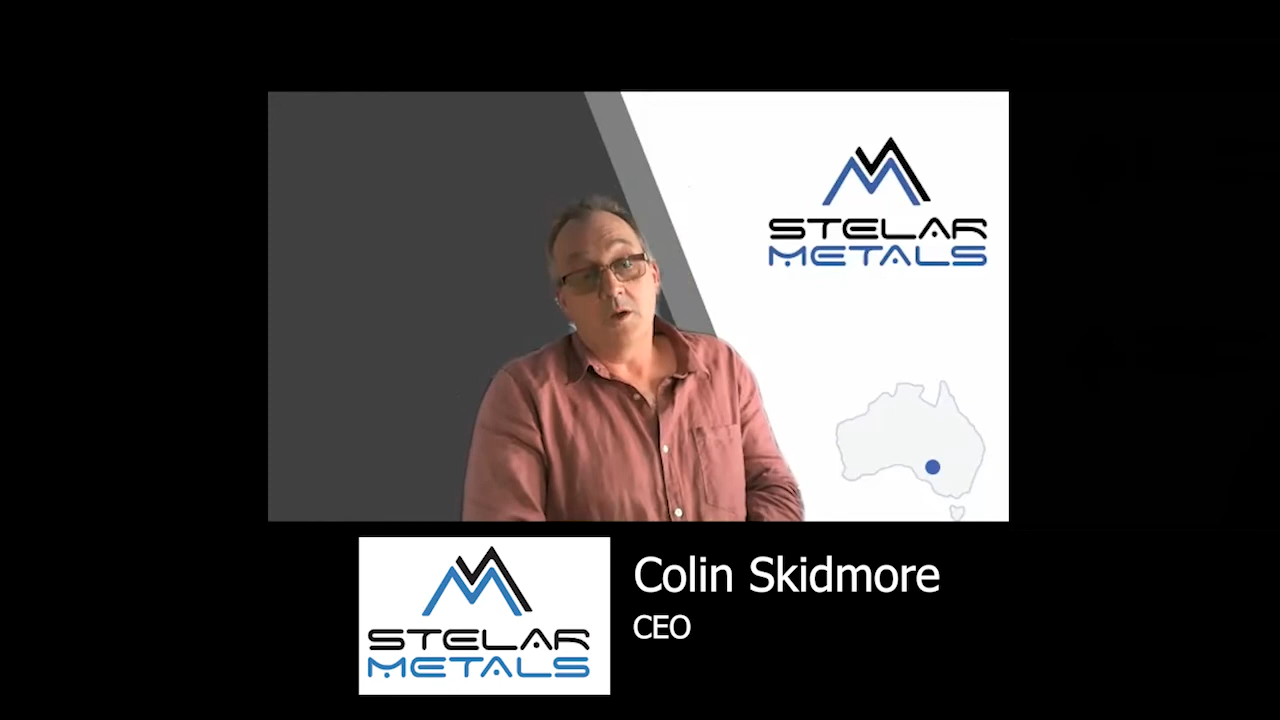 STELAR
METALS
STELAR
METALS
Colin Skidmore
CEO